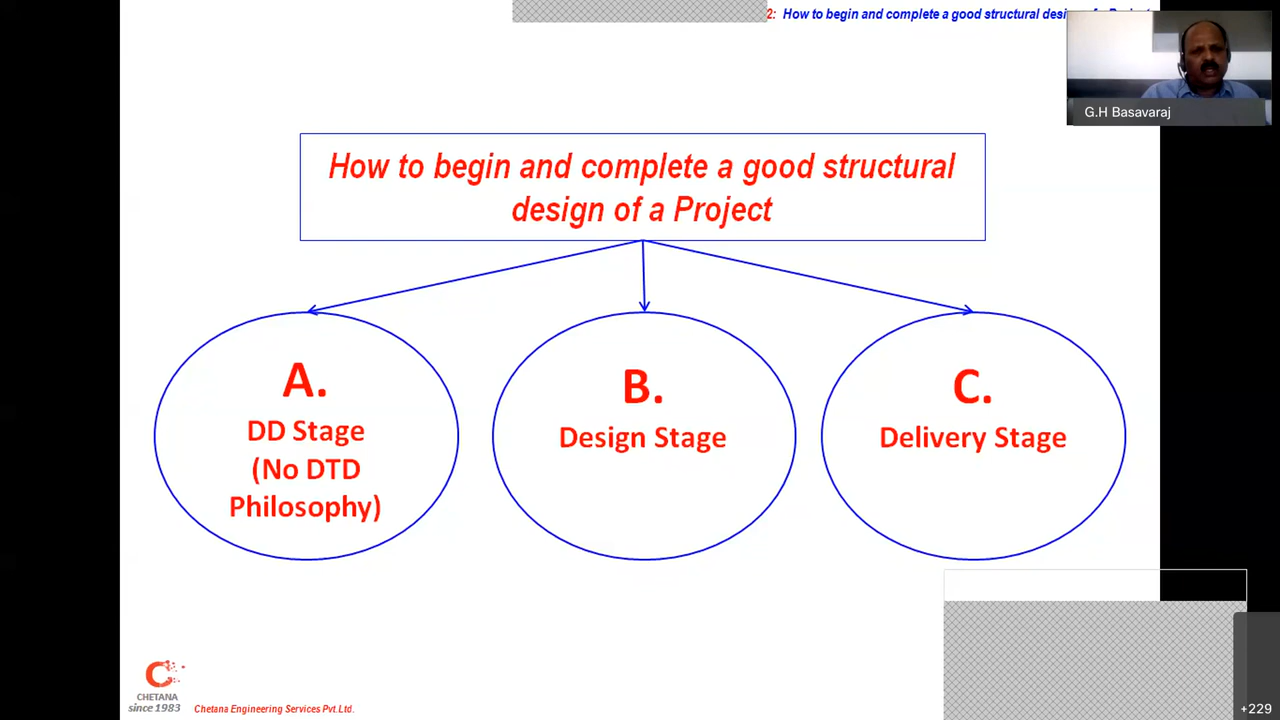 2: How to begin and complete a good structural
G.H Basavaraj
How to begin and complete a good structural
design of a Project
A.
DD Stage
(No DTD
Philosophy)
B.
Design Stage
C.
Delivery Stage
CHETANA
since 1983
Chetana Engineering Services Pvt.Ltd.
+229